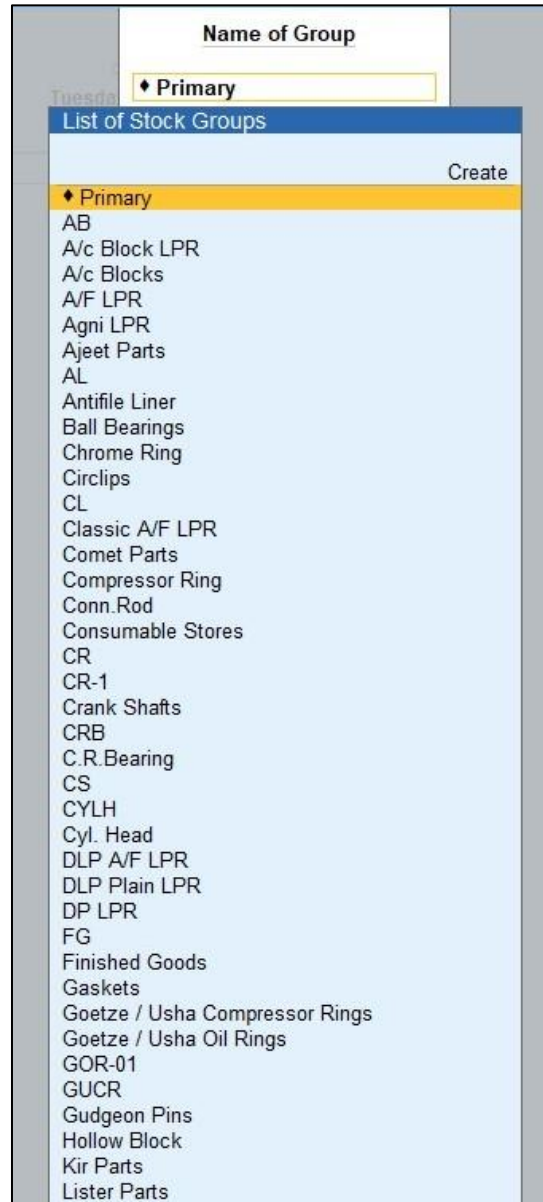 Name of Group
♦ Primary
Tuesda
List of Stock Groups
Create
♦ Primary
AB
A/c Block LPR
A/c Blocks
A/F LPR
Agni LPR
Ajeet Parts
AL
Antifile Liner
Ball Bearings
Chrome Ring
Circlips
CL
Classic A/F LPR
Comet Parts
Compressor Ring
Conn.Rod
Consumable Stores
CR
CR-1
Crank Shafts
CRB
C.R.Bearing
CS
CYLH
Cyl. Head
DLP A/F LPR
DLP Plain LPR
DP LPR
FG
Finished Goods
Gaskets
Goetze / Usha Compressor Rings
Goetze / Usha Oil Rings
GOR-01
GUCR
Gudgeon Pins
Hollow Block
Kir Parts
Lister Parts